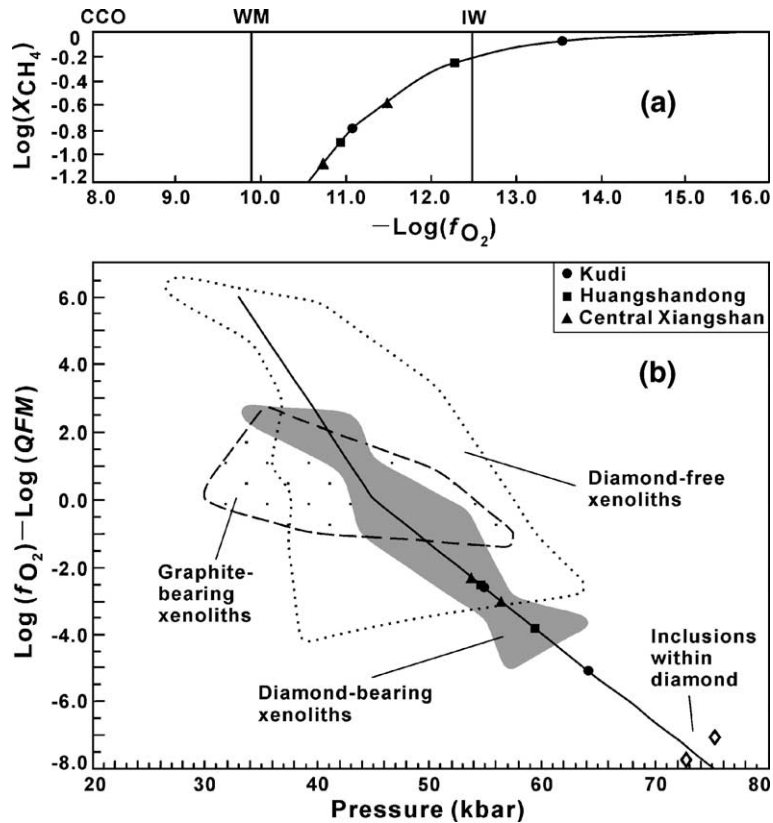 CCO WM IW
0
-0.2
-0.4
-0.6
-0.8
-1.0
-1.2
Log(XCH4)
(a)
8.0 9.0 10.0 11.0 12.0 13.0 14.0 15.0 16.0
—Log(fO2)
6.0
4.0
2.0
0.0
-2.0
-4.0
-6.0
-8.0
Log (fO2)—Log (QFM)
Kudi
Huangshandong
Central Xiangshan
(b)
Diamond-free
xenoliths
Graphite-
bearing
xenoliths
Diamond-bearing
xenoliths
Inclusions
within
diamond
20 30 40 50 60 70 80
Pressure (kbar)